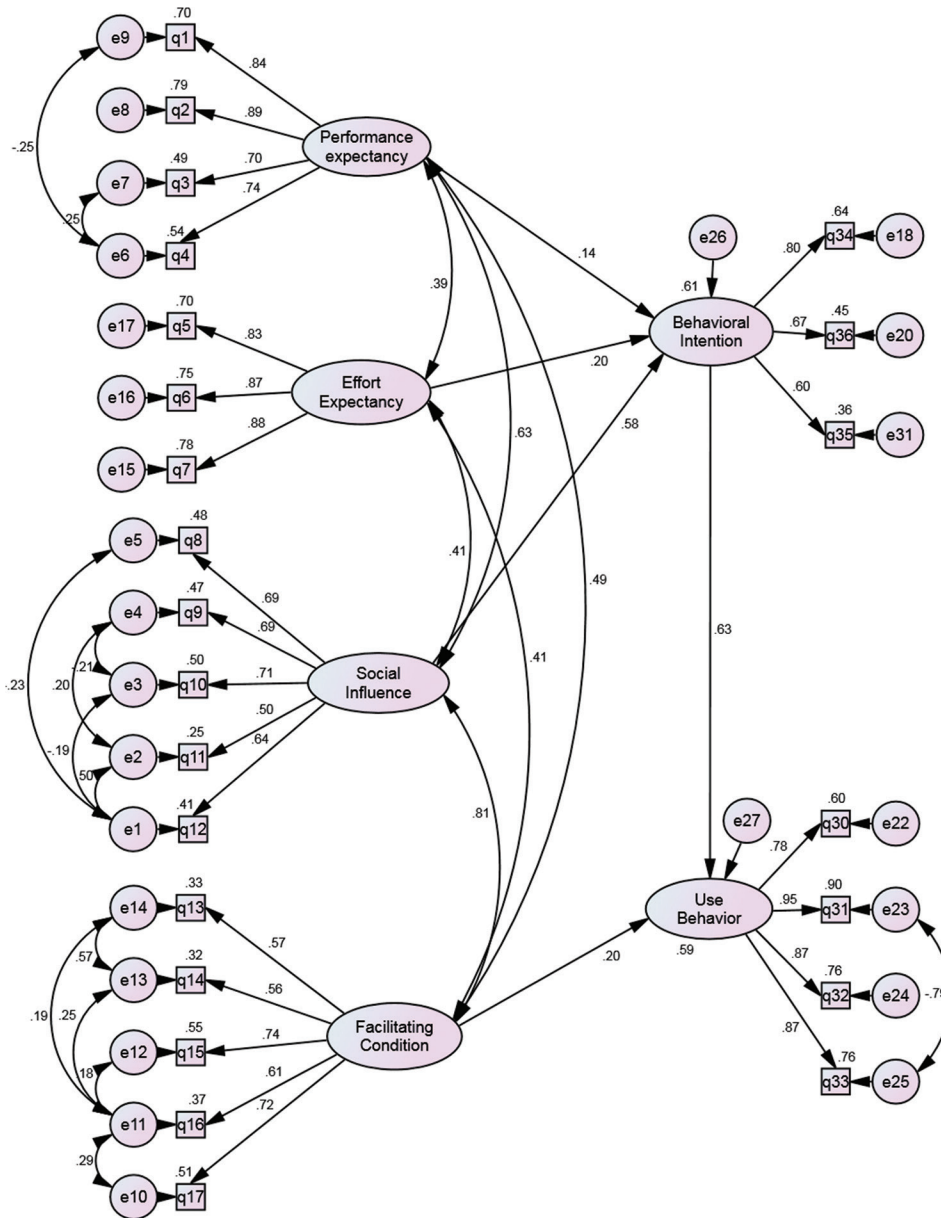 .70
e9
q1
.84
.79
e8
q2
.89
Performance
expectancy
-.25
.49
e7
q3
.70
.25
.74
.54
e6
q4
.39
.14
e26
.61
Behavioral
Intention
.64
q34
e18
.80
.45
.67
q36
e20
.60
.36
q35
e31
.70
e17
q5
.83
.75
e16
q6
.87
Effort
Expectancy
.20
.78
e15
q7
.88
.63
.58
.48
e5
q8
.41
.49
.41
.47
e4
q9
.69
.69
-.21
.50
e3
q10
.71
Social
Influence
-.23
.20
.25
e2
q11
.50
-.19
.50
.64
.41
e1
q12
.63
.81
e27
.60
q30
e22
.78
.33
e14
q13
.57
.90
Use
Behavior
.95
q31
e23
.59
.57
.32
e13
q14
.56
.20
.87
.76
q32
e24
.19
.25
.55
e12
q15
.74
Facilitating
Condition
.87
.76
q33
e25
.18
.37
e11
q16
.61
.72
.29
.51
e10
q17